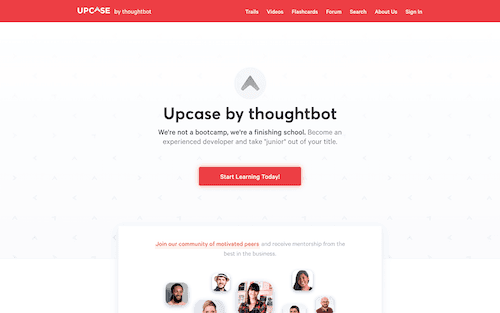 UPCASE by thoughtbot Trails Videos Flashcards Forum Search About Us Sign In
Upcase by thoughtbot
We're not a bootcamp, we're a finishing school. Become an
experienced developer and take "junior" out of your title.
Start Learning Today!
Join our community of motivated peers and receive mentorship from the
best in the business.